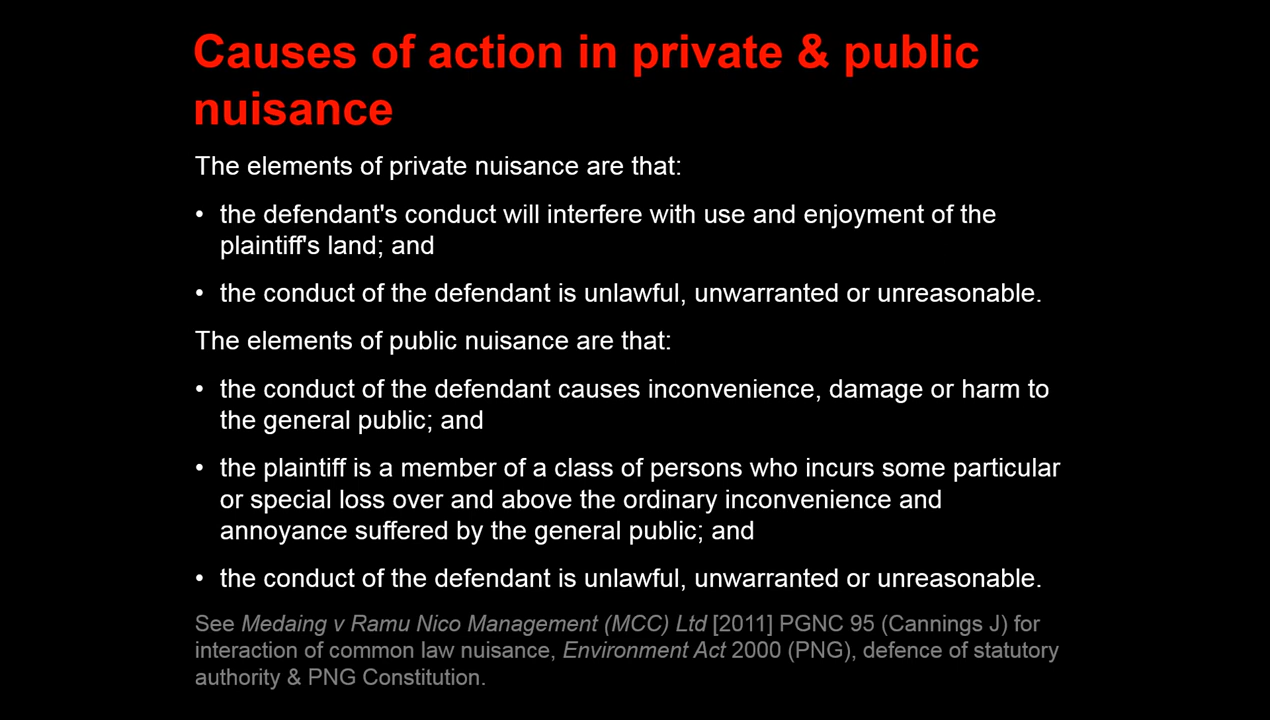 Causes of action in private & public
nuisance
The elements of private nuisance are that:
• the defendant's conduct will interfere with use and enjoyment of the
plaintiff's land; and
• the conduct of the defendant is unlawful, unwarranted or unreasonable.
The elements of public nuisance are that:
• the conduct of the defendant causes inconvenience, damage or harm to
the general public; and
• the plaintiff is a member of a class of persons who incurs some particular
or special loss over and above the ordinary inconvenience and
annoyance suffered by the general public; and
• the conduct of the defendant is unlawful, unwarranted or unreasonable.
See Medaing v Ramu Nico Management (MCC) Ltd [2011] PGNC 95 (Cannings J) for
interaction of common law nuisance, Environment Act 2000 (PNG), defence of statutory
authority & PNG Constitution.